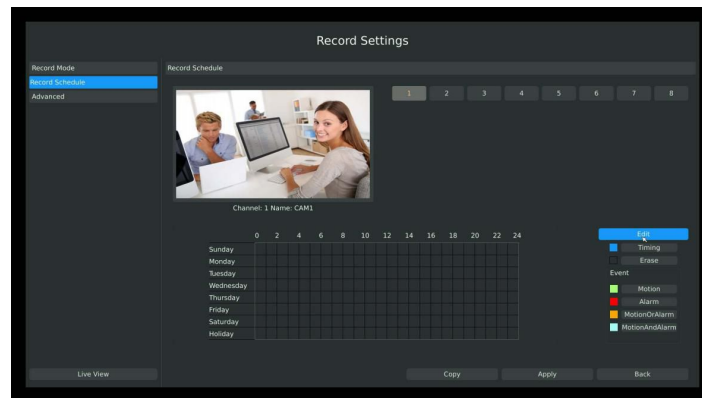 Record Settings
Record Mode
Record Schedule
Record Schedule
Advanced
1 2 3 4 5 6 7 8
Channel: 1 Name: CAM1
0 2 4 6 8 10 12 14 16 18 20 22 24
Sunday
Monday
Tuesday
Wednesday
Thursday
Friday
Saturday
Holiday
Edit
Timing
Erase
Event
Motion
Alarm
MotionOrAlarm
MotionAndAlarm
Live View
Copy
Apply
Back